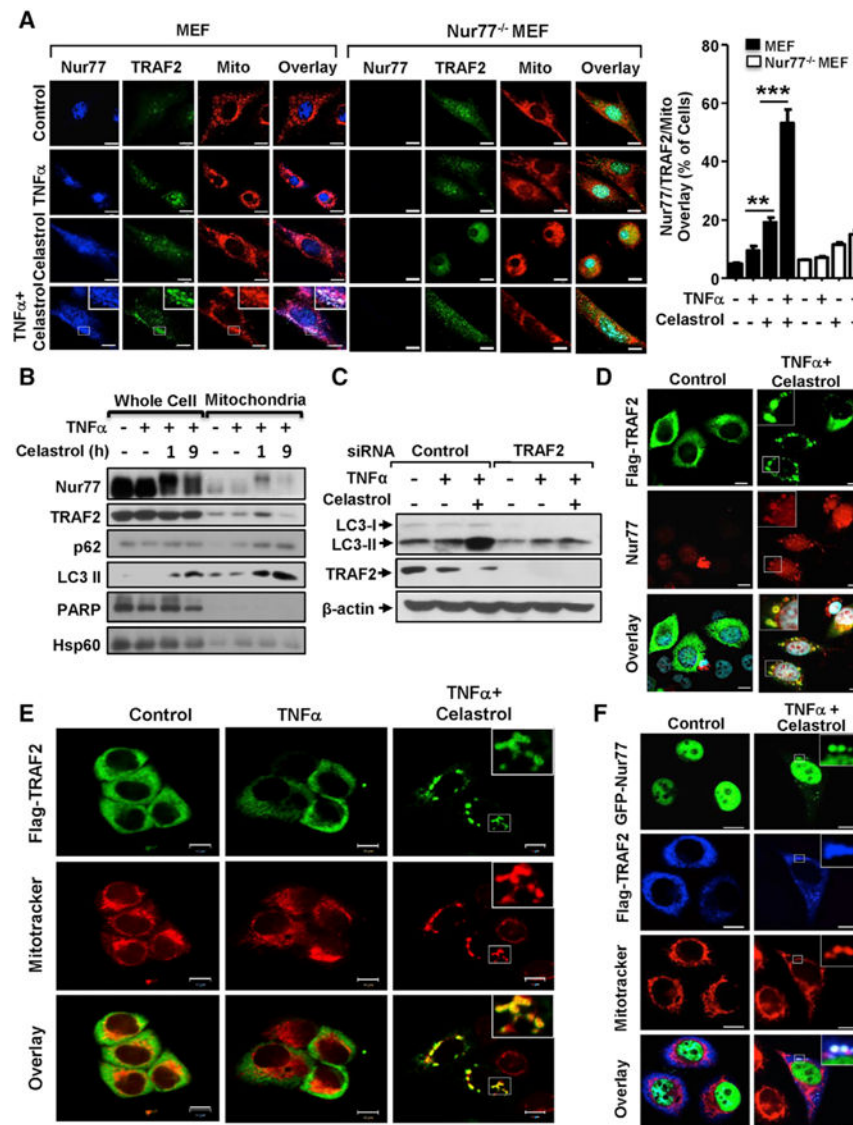 A
MEF
Nur77-/- MEF
Nur77 TRAF2 Mito Overlay Nur77 TRAF2 Mito Overlay
Control
TNFα
Celastrol
TNFα+
Celastrol
Nur77/TRAF2/Mito
Overlay (% of Cells)
80
60
40
20
0
MEF
Nur77-/- MEF
***
**
TNFα - + - + - + - +
Celastrol - - + + - - + +
B
Whole Cell Mitochondria
TNFα - + + + - + + +
Celastrol (h) - - 1 9 - - 1 9
Nur77
TRAF2
p62
LC3 II
PARP
Hsp60
C
siRNA Control TRAF2
TNFα - + + - + +
Celastrol - - + - - +
LC3-I
LC3-II
TRAF2
β-actin
D
Control
TNFα+
Celastrol
Flag-TRAF2
Nur77
Overlay
E
Control
TNFα
TNFα+
Celastrol
Flag-TRAF2
Mitotracker
Overlay
F
Control
TNFα +
Celastrol
GFP-Nur77
Flag-TRAF2
Mitotracker
Overlay